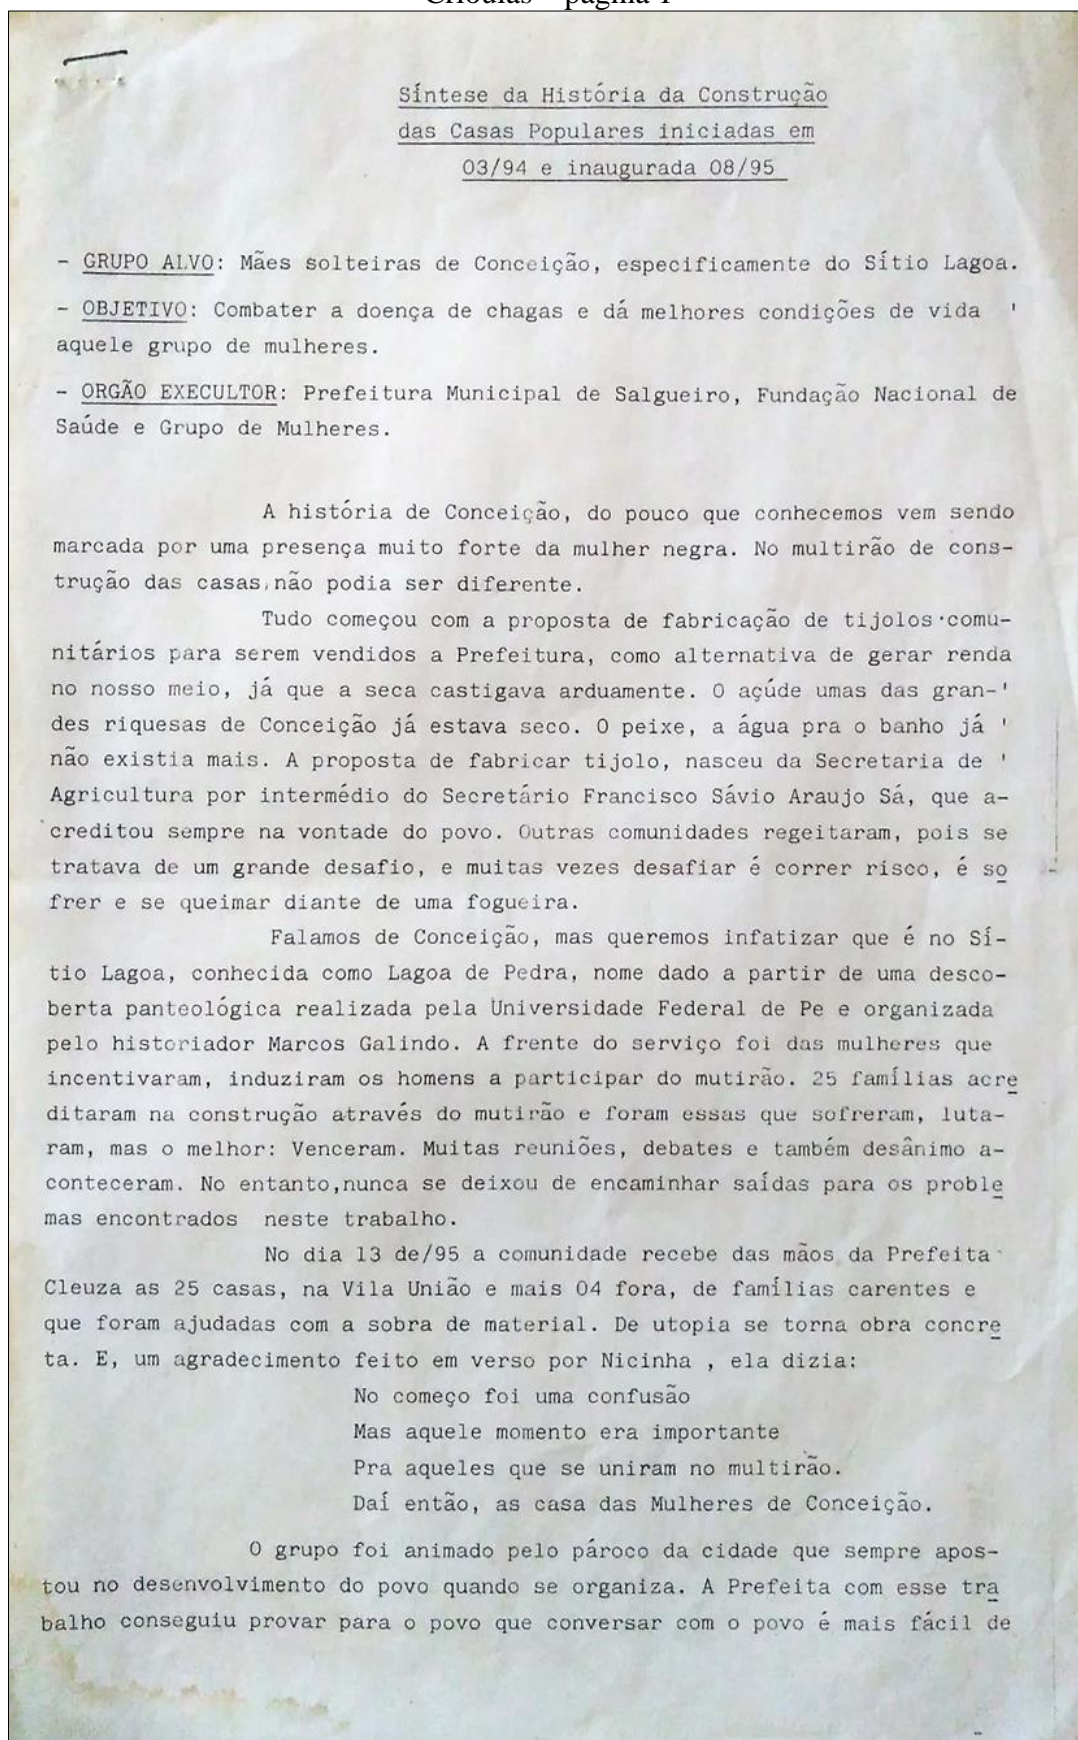 Crioulas – página 1
Síntese da História da Construção
das Casas Populares iniciadas em
03/94 e inaugurada 08/95
- GRUPO ALVO: Mães solteiras de Conceição, especificamente do Sítio Lagoa.
- OBJETIVO: Combater a doença de chagas e dá melhores condições de vida '
aquele grupo de mulheres.
- ORGÃO EXECULTOR: Prefeitura Municipal de Salgueiro, Fundação Nacional de
Saúde e Grupo de Mulheres.
A história de Conceição, do pouco que conhecemos vem sendo
marcada por uma presença muito forte da mulher negra. No multirão de cons-
trução das casas, não podia ser diferente.
Tudo começou com a proposta de fabricação de tijolos comu-
nitários para serem vendidos a Prefeitura, como alternativa de gerar renda
no nosso meio, já que a seca castigava arduamente. O açúde umas das gran-'
des riquesas de Conceição já estava seco. O peixe, a água pra o banho já '
não existia mais. A proposta de fabricar tijolo, nasceu da Secretaria de '
Agricultura por intermédio do Secretário Francisco Sávio Araujo Sá, que a-
creditou sempre na vontade do povo. Outras comunidades regeitaram, pois se
tratava de um grande desafio, e muitas vezes desafiar é correr risco, é so
frer e se queimar diante de uma fogueira.
Falamos de Conceição, mas queremos infatizar que é no Sí-
tio Lagoa, conhecida como Lagoa de Pedra, nome dado a partir de uma desco-
berta panteológica realizada pela Universidade Federal de Pe e organizada
pelo historiador Marcos Galindo. A frente do serviço foi das mulheres que
incentivaram, induziram os homens a participar do mutirão. 25 famílias acre
ditaram na construção através do mutirão e foram essas que sofreram, luta-
ram, mas o melhor: Venceram. Muitas reuniões, debates e também desânimo a-
conteceram. No entanto,nunca se deixou de encaminhar saídas para os proble
mas encontrados neste trabalho.
No dia 13 de/95 a comunidade recebe das mãos da Prefeita
Cleuza as 25 casas, na Vila União e mais 04 fora, de famílias carentes e
que foram ajudadas com a sobra de material. De utopia se torna obra concre
ta. E, um agradecimento feito em verso por Nicinha , ela dizia:
No começo foi uma confusão
Mas aquele momento era importante
Pra aqueles que se uniram no multirão.
Daí então, as casa das Mulheres de Conceição.
O grupo foi animado pelo pároco da cidade que sempre apos-
tou no desenvolvimento do povo quando se organiza. A Prefeita com esse tra
balho conseguiu provar para o povo que conversar com o povo é mais fácil de